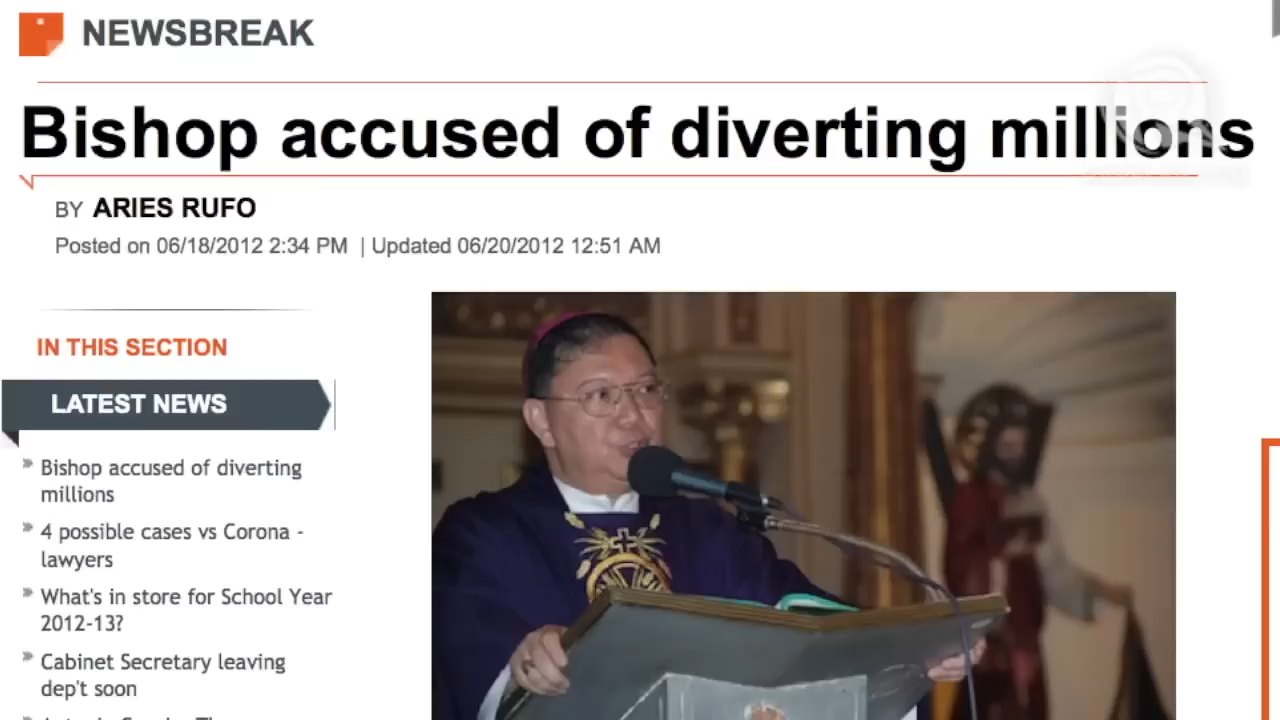 NEWSBREAK
Bishop accused of diverting millions
BY ARIES RUFO
Posted on 06/18/2012 2:34 PM | Updated 06/20/2012 12:51 AM
IN THIS SECTION
LATEST NEWS
» Bishop accused of diverting
millions
» 4 possible cases vs Corona -
lawyers
» What's in store for School Year
2012-13?
» Cabinet Secretary leaving
dep't soon